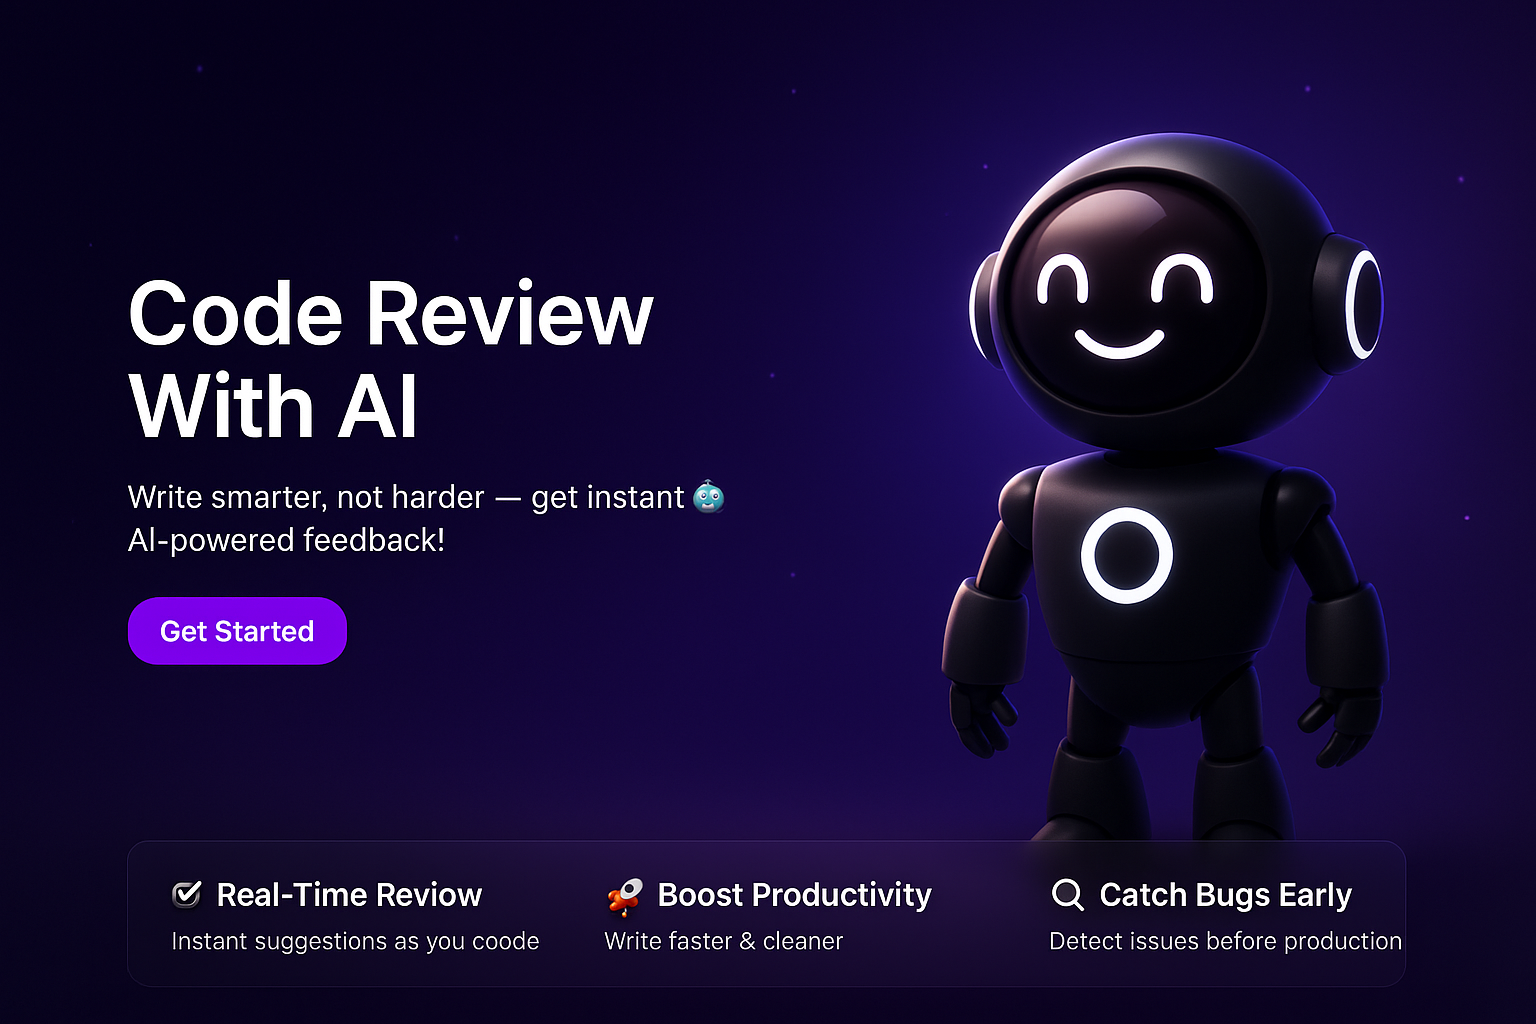 Code Review
With AI
Write smarter, not harder — get instant
AI-powered feedback!
Get Started
Real-Time Reviow
Instant suggestions as you coode
Boost Productivity
Write faster & cleaner
Catch Bugs Early
Detect issues before production